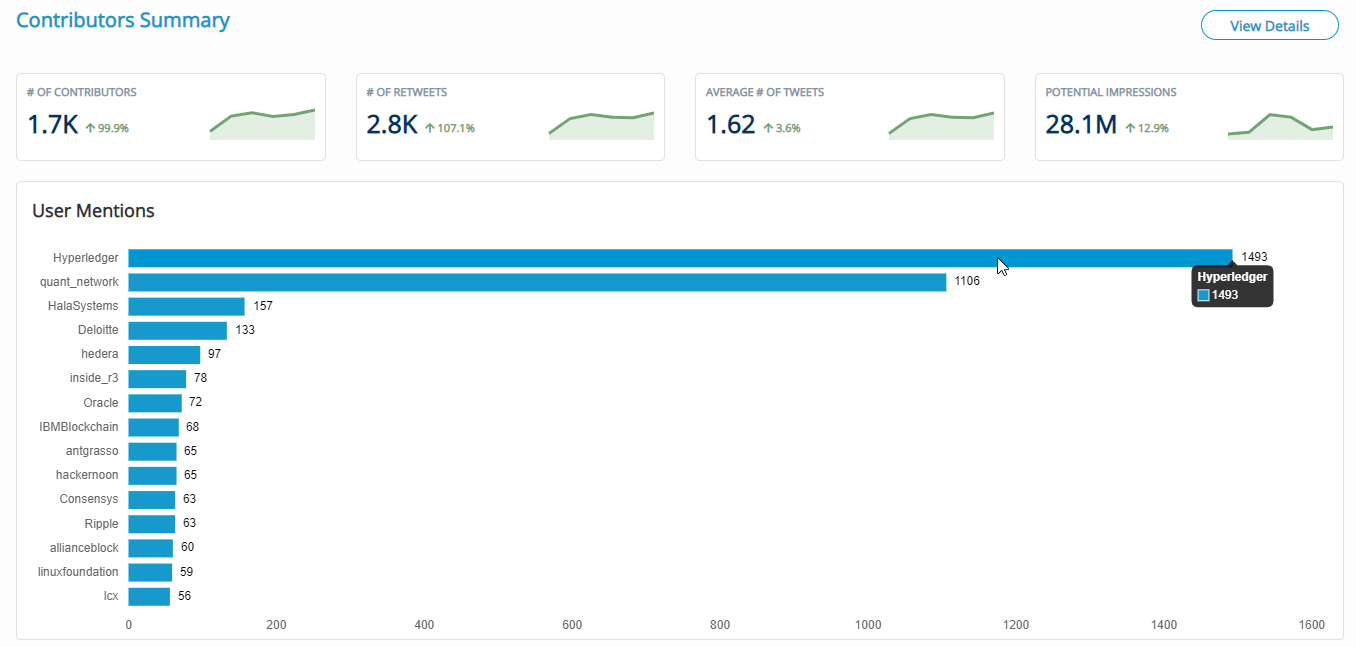 Contributors Summary
View Details
# OF CONTRIBUTORS
1.7K ↑ 99.9%
# OF RETWEETS
2.8K ↑ 107.1%
AVERAGE # OF TWEETS
1.62 ↑ 3.6%
POTENTIAL IMPRESSIONS
28.1M ↑ 12.9%
User Mentions
Hyperledger 1493
Hyperledger
1493
quant_network 1106
HalaSystems 157
Deloitte 133
hedera 97
inside_r3 78
Oracle 72
IBMBlockchain 68
antgrasso 65
hackernoon 65
Consensys 63
Ripple 63
allianceblock 60
linuxfoundation 59
lcx 56
0 200 400 600 800 1000 1200 1400 1600